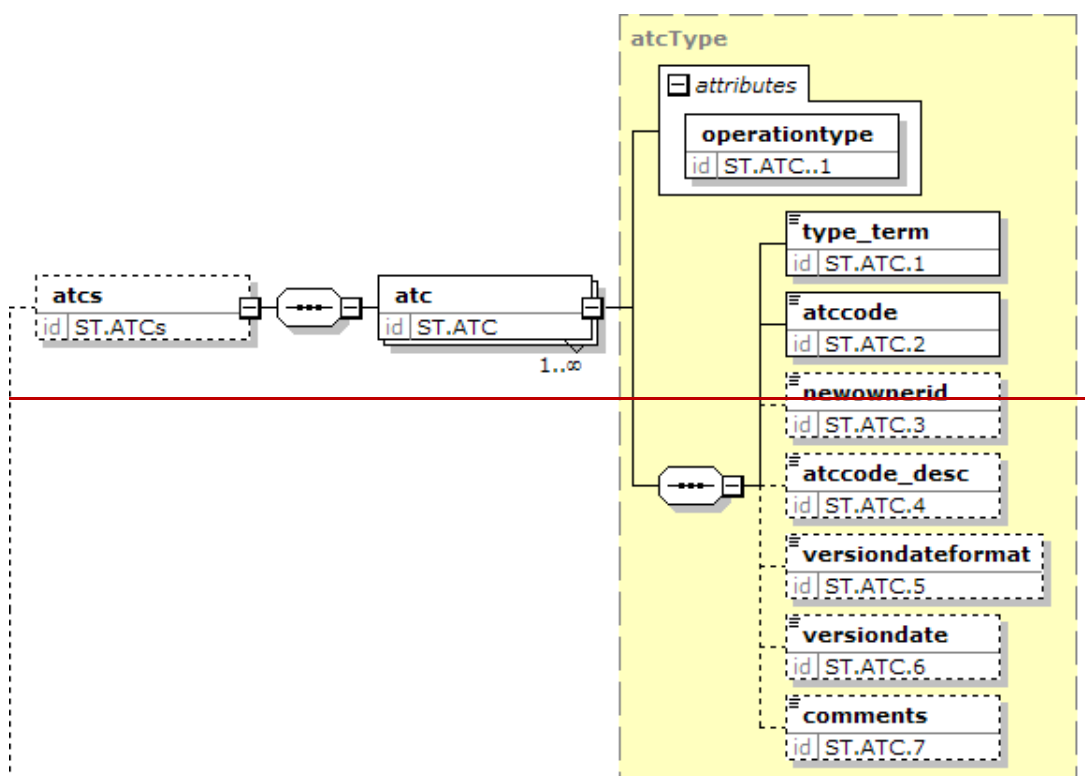 atcType
attributes
operationtype
id ST.ATC..1
type_term
id ST.ATC.1
atcs
id ST.ATCs
atc
id ST.ATC
1..∞
atccode
id ST.ATC.2
newownerid
id ST.ATC.3
atccode_desc
id ST.ATC.4
versiondateformat
id ST.ATC.5
versiondate
id ST.ATC.6
comments
id ST.ATC.7